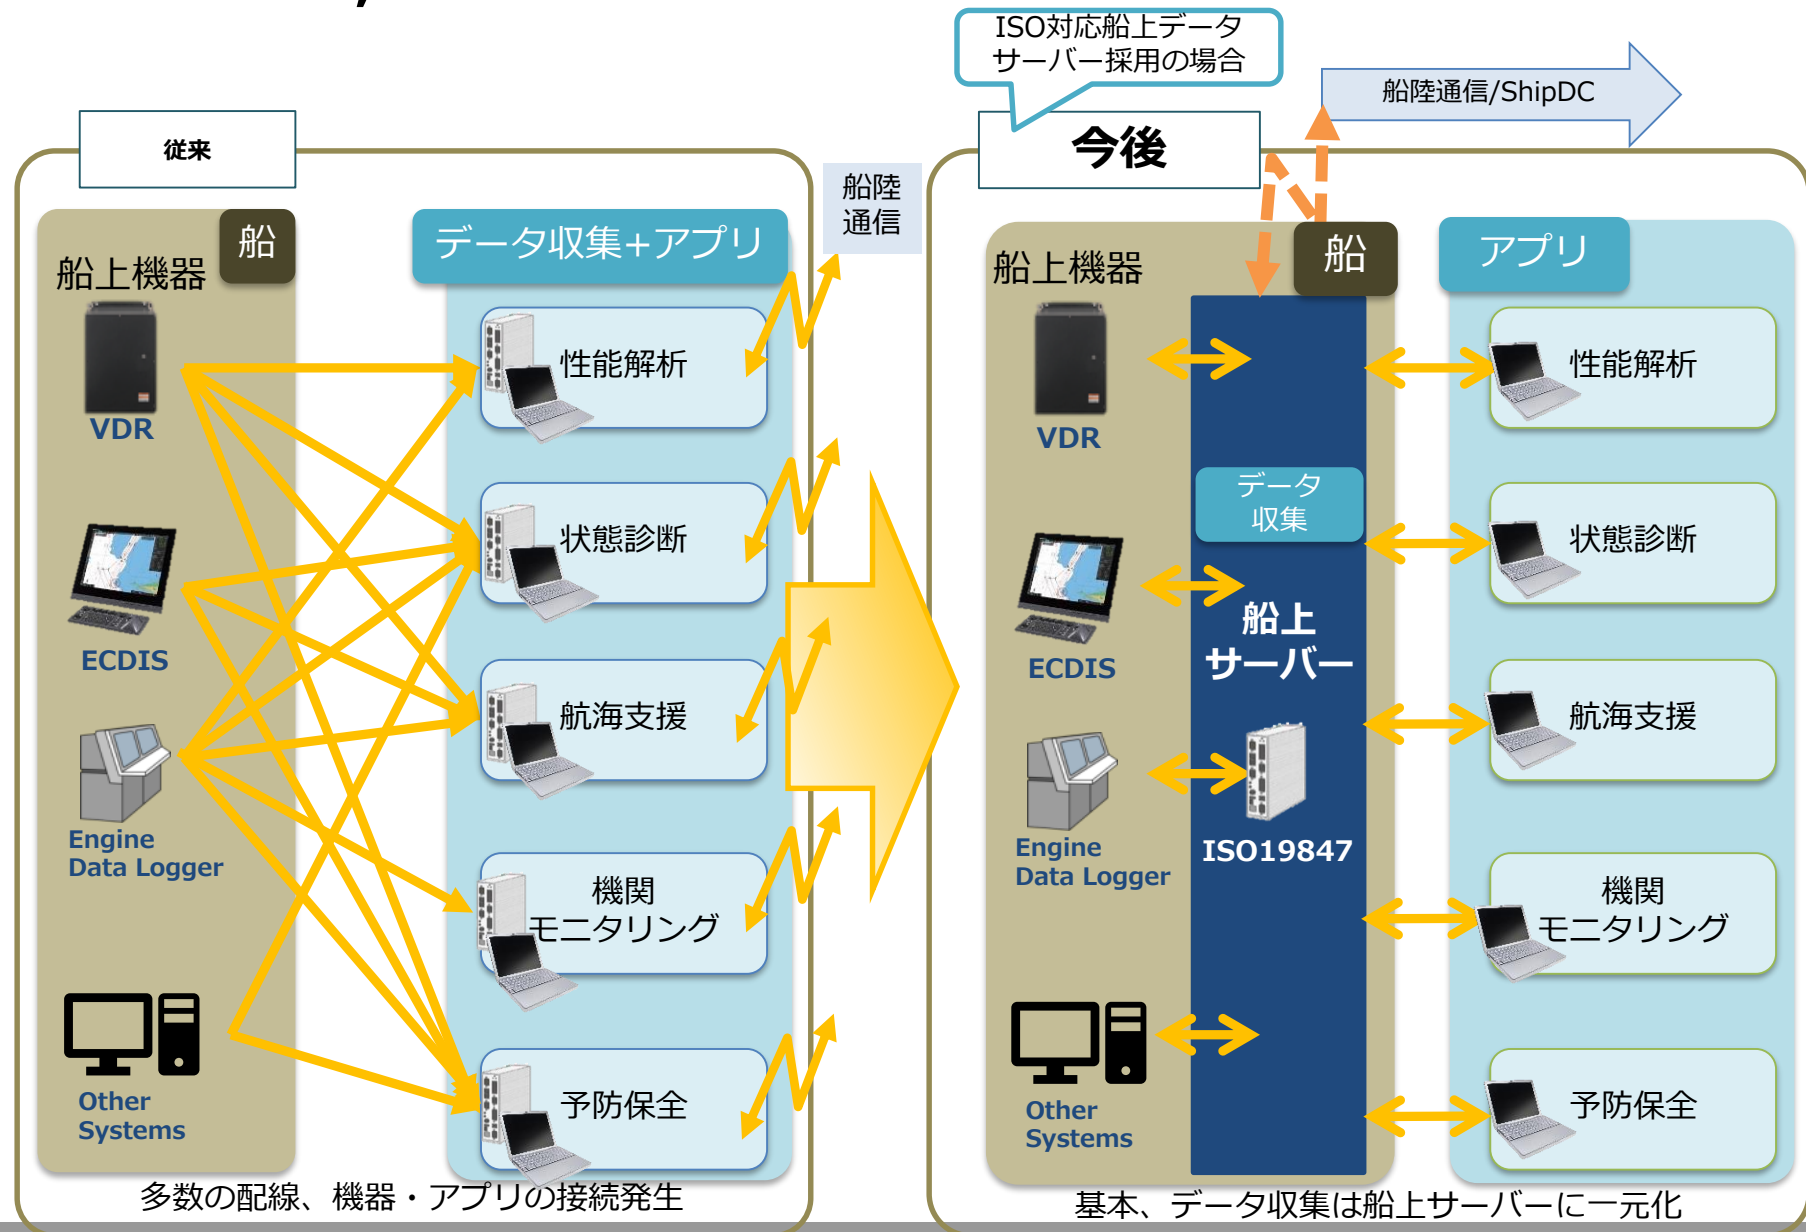 ISO対応船上データ
サーバー採用の場合
船陸通信/ShipDC
従来
今後
船陸
通信
船
データ収集+アプリ
船上機器
VDR
ECDIS
Engine
Data Logger
Other
Systems
性能解析
状態診断
航海支援
機関
モニタリング
予防保全
多数の配線、機器・アプリの接続発生
船
アプリ
船上機器
VDR
ECDIS
Engine
Data Logger
Other
Systems
データ
収集
船上
サーバー
ISO19847
性能解析
状態診断
航海支援
機関
モニタリング
予防保全
基本、データ収集は船上サーバーに一元化